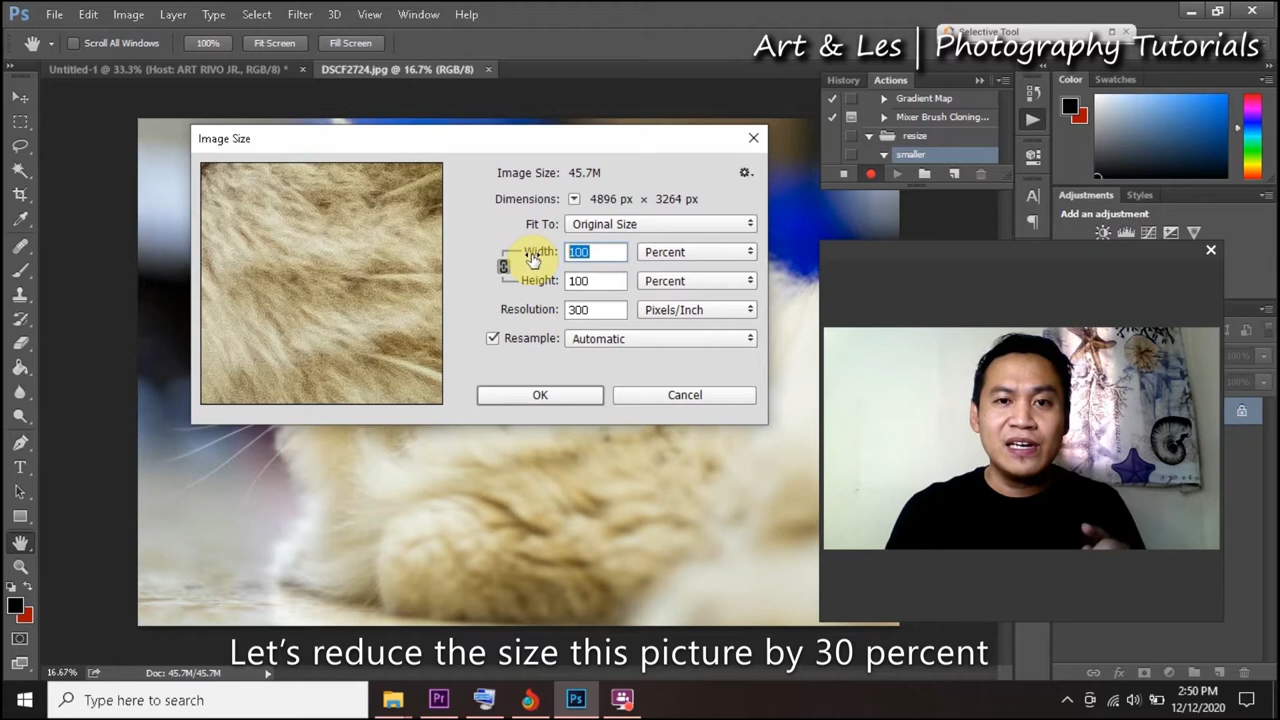 Ps File Edit Image Layer Type Select Filter 3D View Window Help
Scroll All Windows 100% Fit Screen Fill Screen
Selective Tool
Art & Les | Photography Tutorials
Untitled-1 @ 33.3% (Host: ART RIVO JR., RGB/8) * × DSCF2724.jpg @ 16.7% (RGB/8) ×
History Actions
Color Swatches
Gradient Map
Mixer Brush Cloning...
resize
smaller
Adjustments Styles
Add an adjustment
Image Size
Image Size: 45.7M
Dimensions: 4896 px × 3264 px
Fit To: Original Size
Width: 100 Percent
Height: 100 Percent
Resolution: 300 Pixels/Inch
Resample: Automatic
OK Cancel
Let's reduce the size this picture by 30 percent
16.67% Doc: 45.7M/45.7M
Type here to search
Pr Ps
2:50 PM
12/12/2020